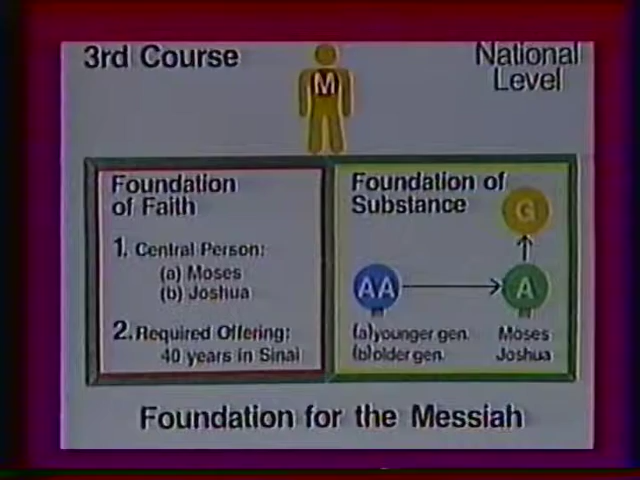 3rd Course
National
Level
M
Foundation
of Faith
1. Central Person:
(a) Moses
(b) Joshua
2. Required Offering:
40 years in Sinai
Foundation of
Substance
G
AA
A
(a) younger gen.
(b) older gen.
Moses
Joshua
Foundation for the Messiah